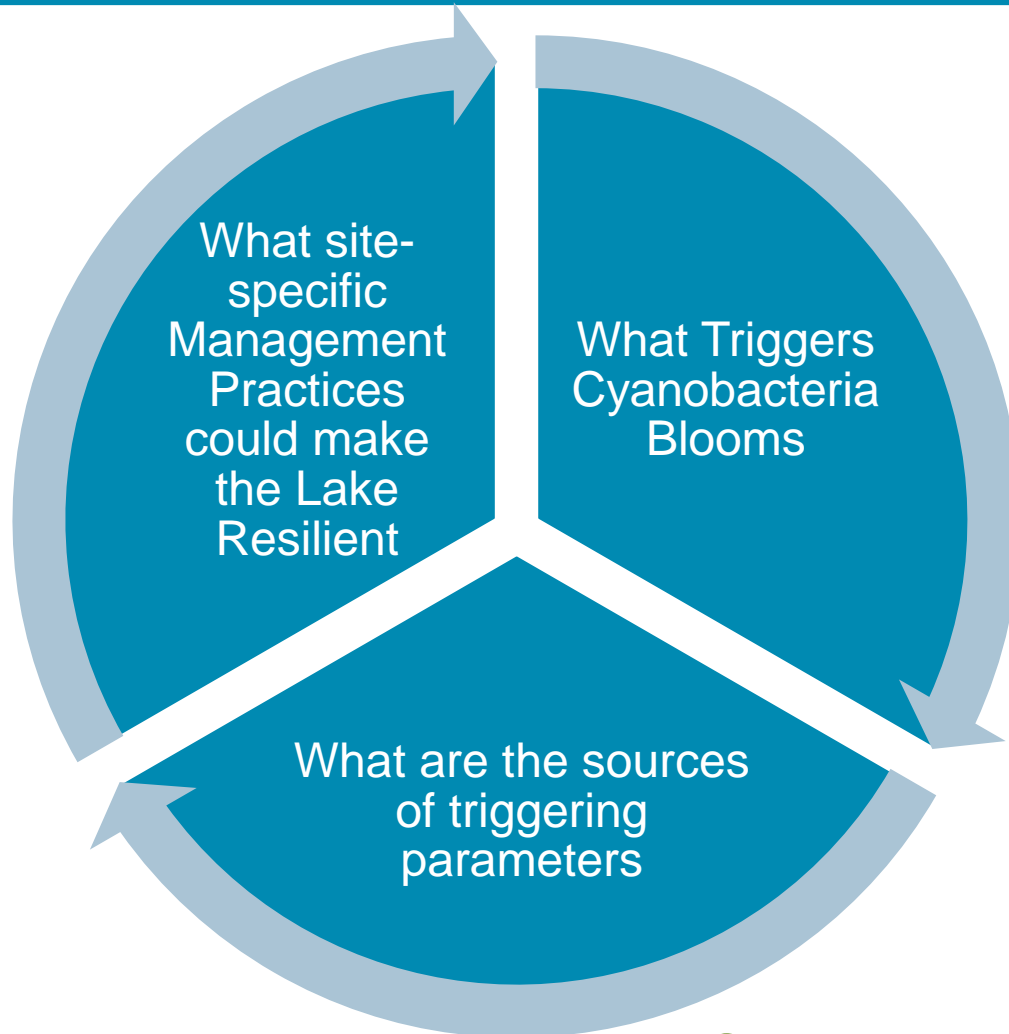 What site-
specific
Management
Practices
could make
the Lake
Resilient
What Triggers
Cyanobacteria
Blooms
What are the sources
of triggering
parameters